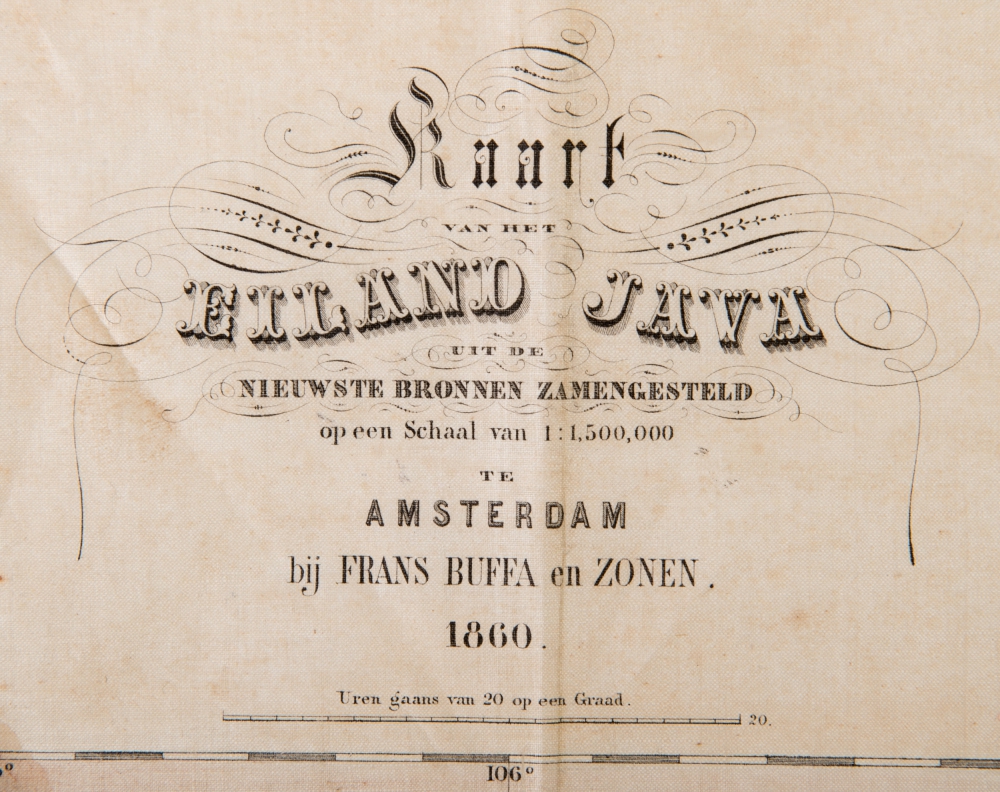 Kaart
VAN HET
EILAND JAVA
UIT DE
NIEUWSTE BRONNEN ZAMENGESTELD
op een Schaal van 1:1,500,000
TE
AMSTERDAM
bij FRANS BUFFA en ZONEN.
1860.
Uren gaans van 20 op een Graad.
20.
106°